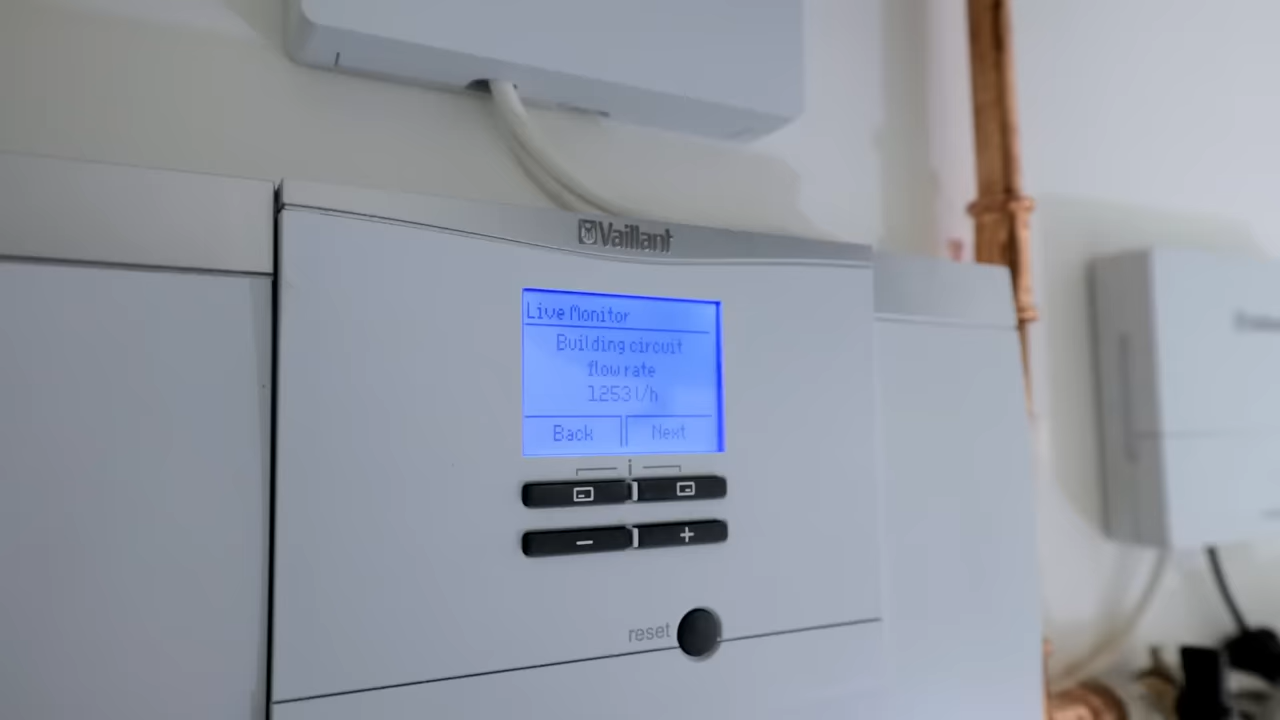 Vaillant
Live Monitor
Building circuit
flow rate
1253 l/h
Back Next
i
− +
reset